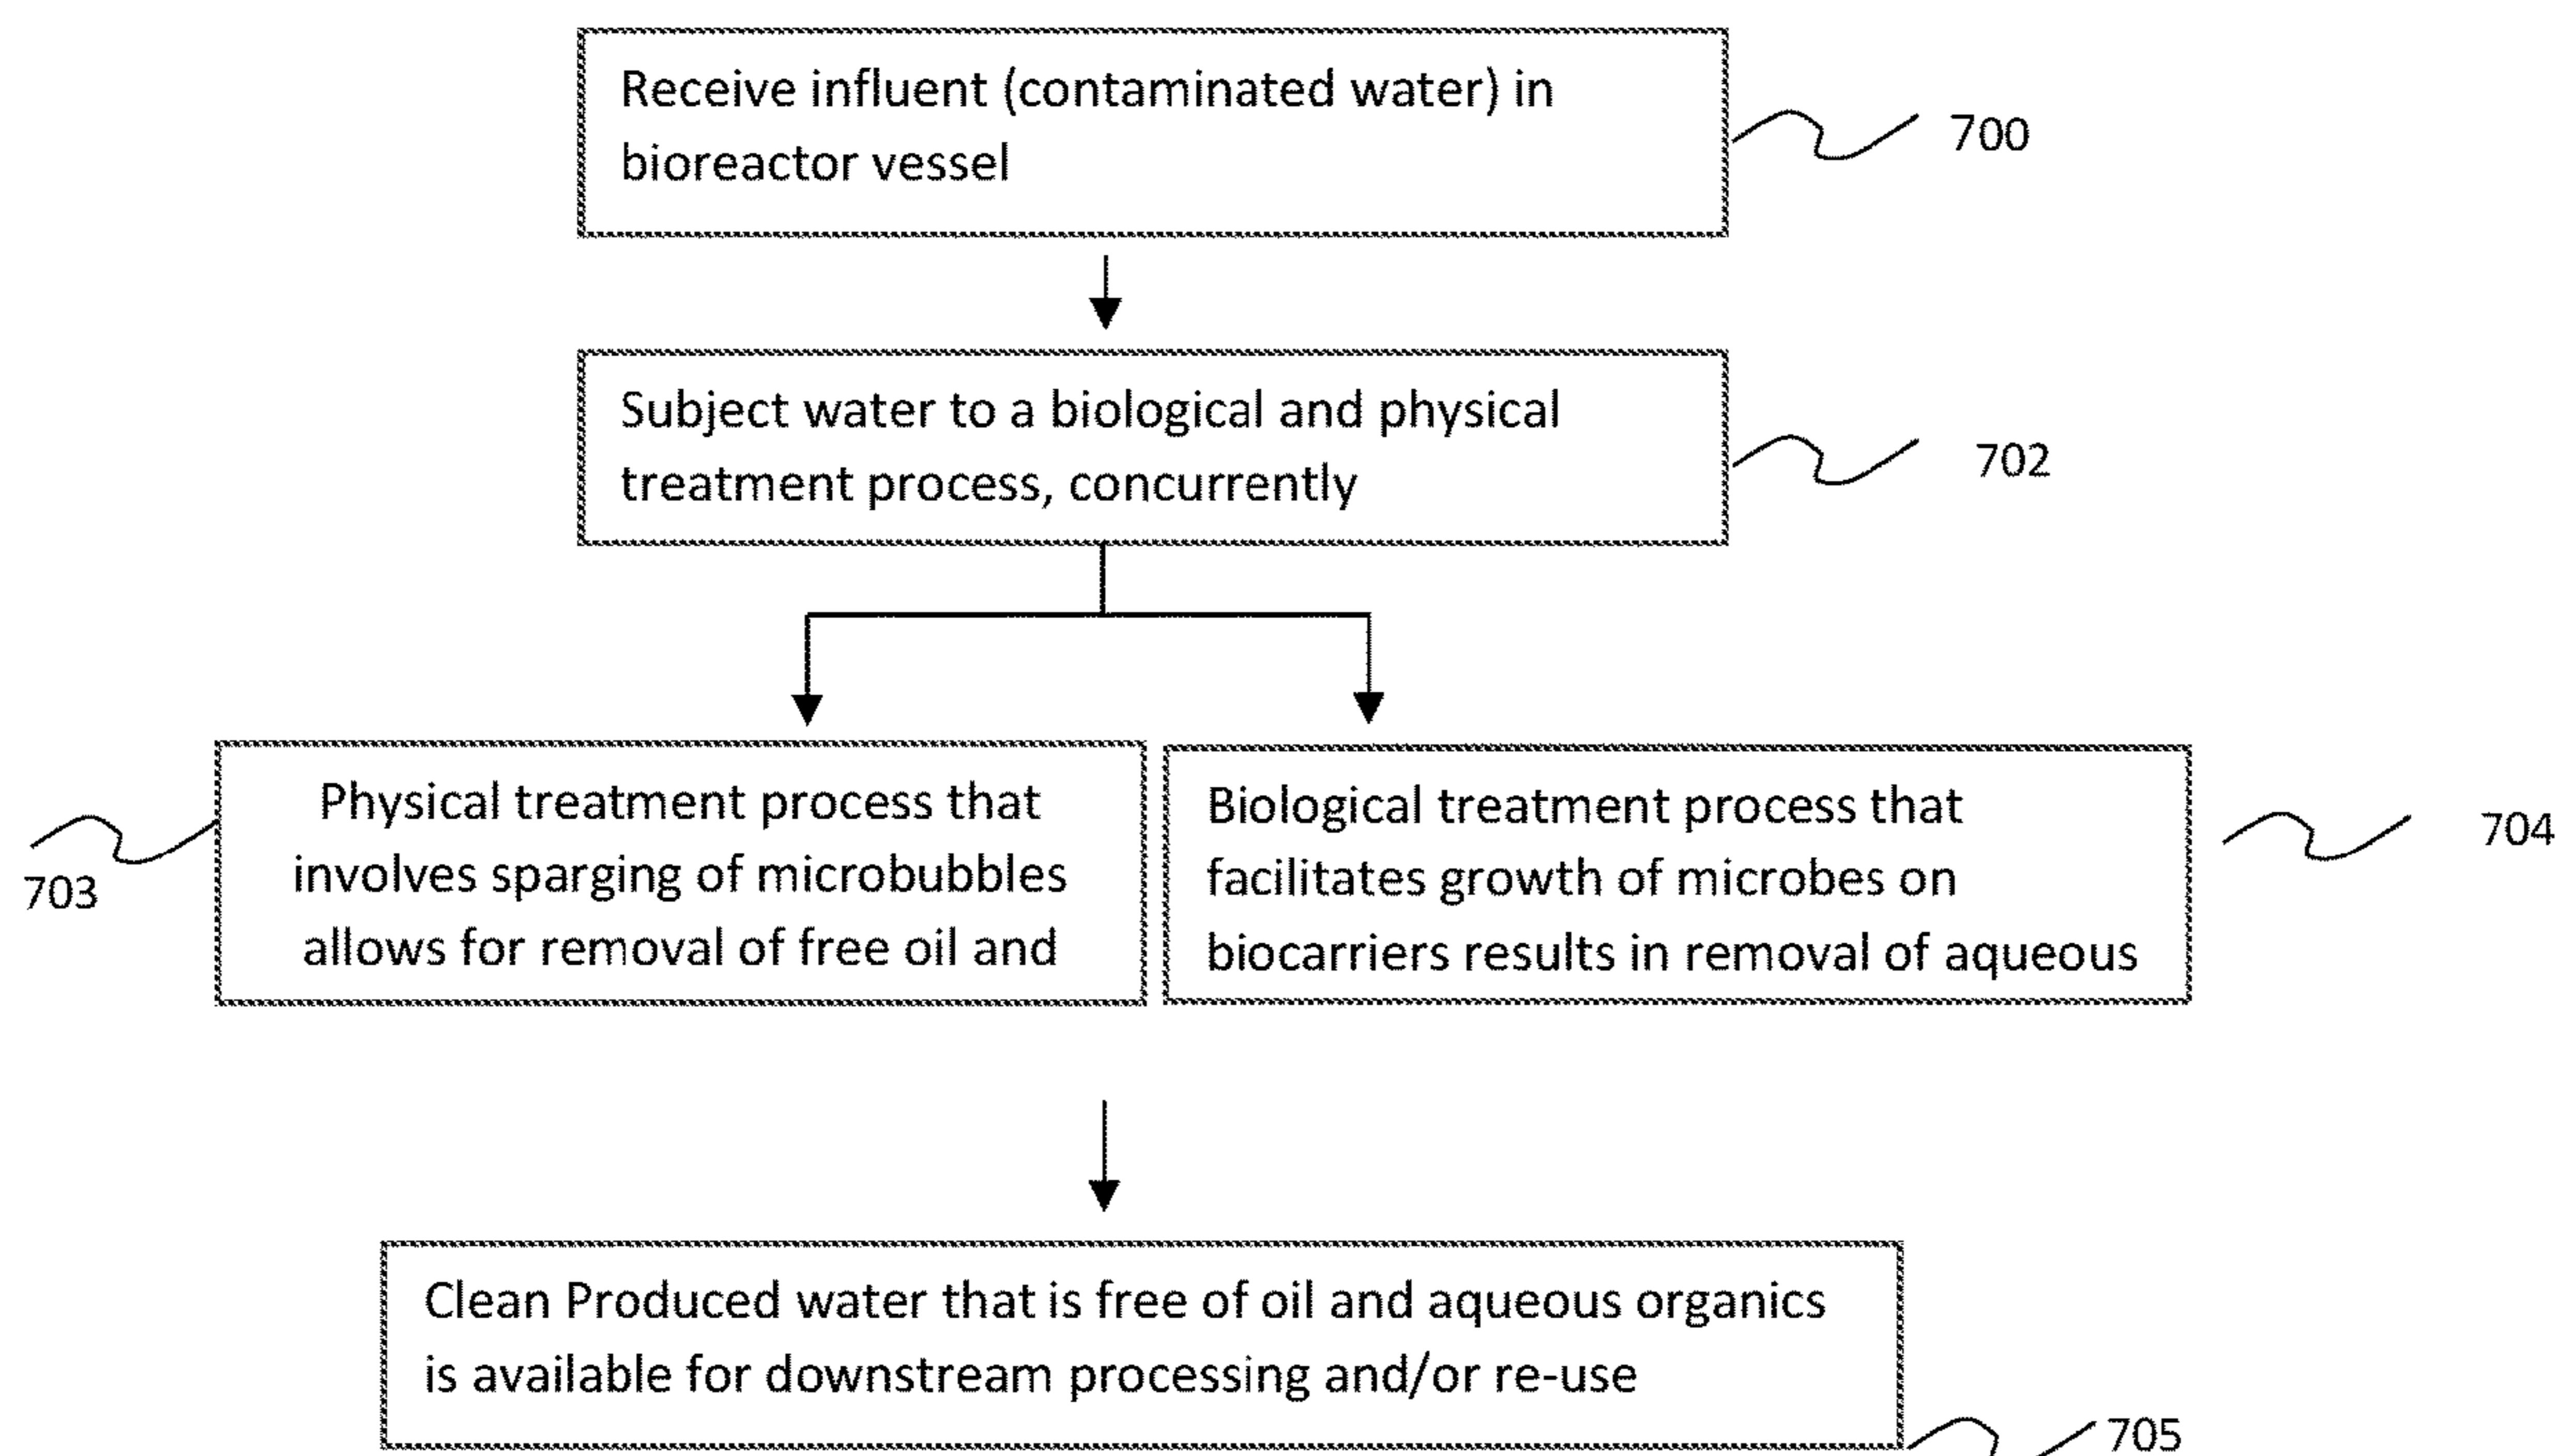 Receive influent (contaminated water) in
bioreactor vessel
700
Subject water to a biological and physical
treatment process, concurrently
702
Physical treatment process that
involves sparging of microbubbles
allows for removal of free oil and
703
Biological treatment process that
facilitates growth of microbes on
biocarriers results in removal of aqueous
704
Clean Produced water that is free of oil and aqueous organics
is available for downstream processing and/or re-use
705